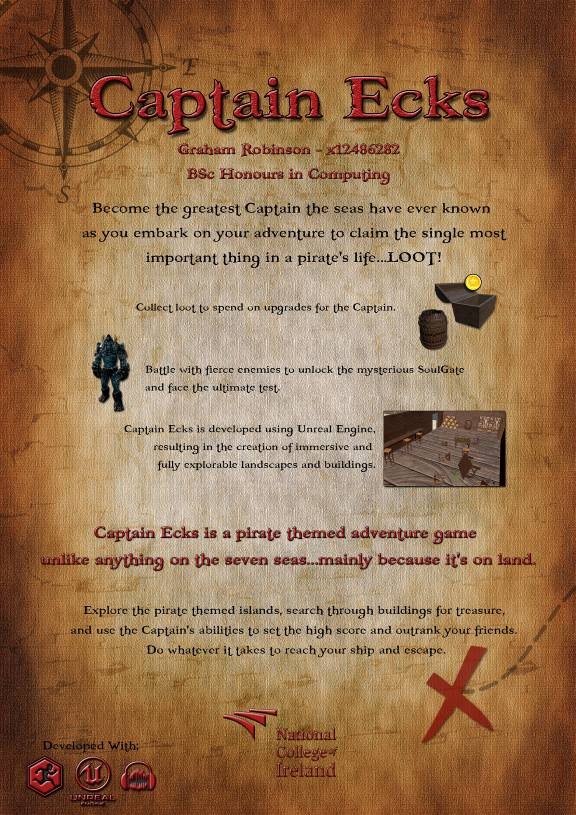 E
S
Captain Ecks
Graham Robinson - x12486282
BSc Honours in Computing
Become the greatest Captain the seas have ever known
as you embark on your adventure to claim the single most
important thing in a pirate's life...LOOT!
Collect loot to spend on upgrades for the Captain.
Battle with fierce enemies to unlock the mysterious SoulGate
and face the ultimate test.
Captain Ecks is developed using Unreal Engine,
resulting in the creation of immersive and
fully explorable landscapes and buildings.
Captain Ecks is a pirate themed adventure game
unlike anything on the seven seas...mainly because it's on land.
Explore the pirate themed islands, search through buildings for treasure,
and use the Captain's abilities to set the high score and outrank your friends.
Do whatever it takes to reach your ship and escape.
National
College of
Ireland
Developed With:
UNREAL
ENGINE